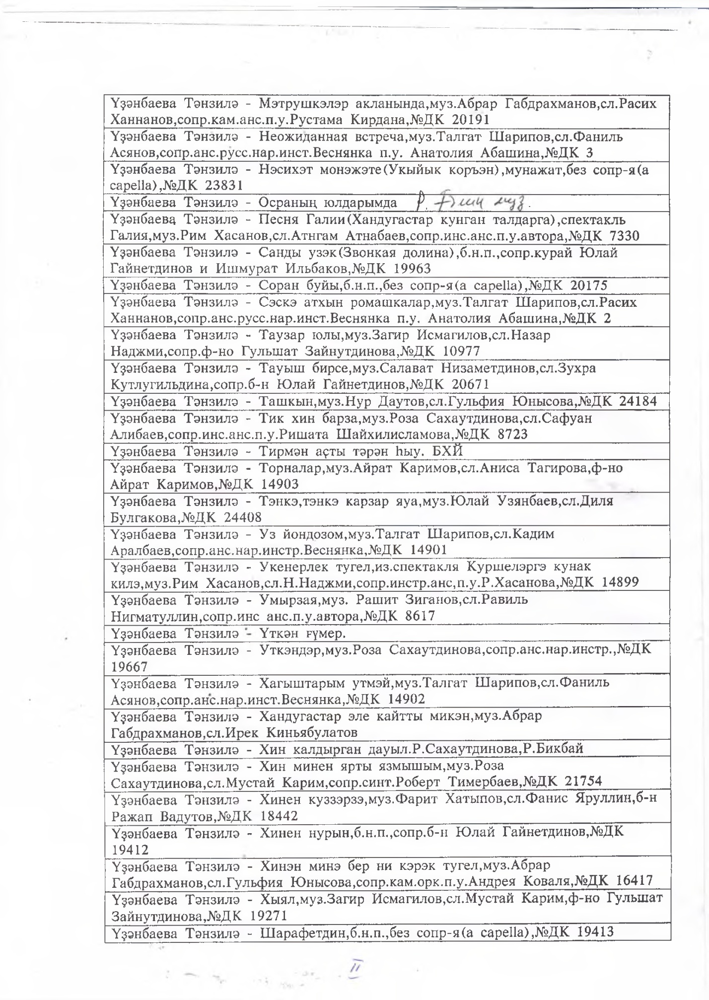 Үҙәнбаева Тәнзилә - Мэтрушкэлэр акланында,муз.Абрар Габдрахманов,сл.Расих
Ханнанов,сопр.кам.анс.п.у.Рустама Кирдана,№ДК 20191
Үҙәнбаева Тәнзилә - Неожиданная встреча,муз.Талгат Шарипов,сл.Фаниль
Асянов,сопр.анс.русс.нар.инст.Веснянка п.у. Анатолия Абашина,№ДК 3
Үҙәнбаева Тәнзилә - Нэсихэт монэжэте(Укыйык коръэн),мунажат,без сопр-я(a
capella),№ДК 23831
Үҙәнбаева Тәнзилә - Осраның юлдарымда Р. муз.
Үҙәнбаева Тәнзилә - Песня Галии(Хандугастар кунган талдарга),спектакль
Галия,муз.Рим Хасанов,сл.Атнгам Атнабаев,сопр.инс.анс.п.у.автора,№ДК 7330
Үҙәнбаева Тәнзилә - Санды узэк(Звонкая долина),б.н.п.,сопр.курай Юлай
Гайнетдинов и Ишмурат Ильбаков,№ДК 19963
Үҙәнбаева Тәнзилә - Соран буйы,б.н.п.,без сопр-я(a capella),№ДК 20175
Үҙәнбаева Тәнзилә - Сэскэ атхын ромашкалар,муз.Талгат Шарипов,сл.Расих
Ханнанов,сопр.анс.русс.нар.инст.Веснянка п.у. Анатолия Абашина,№ДК 2
Үҙәнбаева Тәнзилә - Таузар юлы,муз.Загир Исмагилов,сл.Назар
Наджми,сопр.ф-но Гульшат Зайнутдинова,№ДК 10977
Үҙәнбаева Тәнзилә - Тауыш бирсе,муз.Салават Низаметдинов,сл.Зухра
Кутлугильдина,сопр.б-н Юлай Гайнетдинов,№ДК 20671
Үҙәнбаева Тәнзилә - Ташкын,муз.Нур Даутов,сл.Гульфия Юнысова,№ДК 24184
Үҙәнбаева Тәнзилә - Тик хин барза,муз.Роза Сахаутдинова,сл.Сафуан
Алибаев,сопр.инс.анс.п.у.Ришата Шайхилисламова,№ДК 8723
Үҙәнбаева Тәнзилә - Тирмән аҫты тәрән һыу. БХЙ
Үҙәнбаева Тәнзилә - Торналар,муз.Айрат Каримов,сл.Аниса Тагирова,ф-но
Айрат Каримов,№ДК 14903
Үҙәнбаева Тәнзилә - Тэнкэ,тэнкэ карзар яуа,муз.Юлай Узянбаев,сл.Диля
Булгакова,№ДК 24408
Үҙәнбаева Тәнзилә - Уз йондозом,муз.Талгат Шарипов,сл.Кадим
Аралбаев,сопр.анс.нар.инстр.Веснянка,№ДК 14901
Үҙәнбаева Тәнзилә - Укенерлек тугел,из.спектакля Куршелэргэ кунак
килэ,муз.Рим Хасанов,сл.Н.Наджми,сопр.инстр.анс,п.у.Р.Хасанова,№ДК 14899
Үҙәнбаева Тәнзилә - Умырзая,муз. Рашит Зиганов,сл.Равиль
Нигматуллин,сопр.инс анс.п.у.автора,№ДК 8617
Үҙәнбаева Тәнзилә - Үткән ғүмер.
Үҙәнбаева Тәнзилә - Уткэндэр,муз.Роза Сахаутдинова,сопр.анс.нар.инстр.,№ДК
19667
Үҙәнбаева Тәнзилә - Хагыштарым утмэй,муз.Талгат Шарипов,сл.Фаниль
Асянов,сопр.анс.нар.инст.Веснянка,№ДК 14902
Үҙәнбаева Тәнзилә - Хандугастар эле кайтты микэн,муз.Абрар
Габдрахманов,сл.Ирек Киньябулатов
Үҙәнбаева Тәнзилә - Хин калдырган дауыл.Р.Сахаутдинова,Р.Бикбай
Үҙәнбаева Тәнзилә - Хин минен ярты язмышым,муз.Роза
Сахаутдинова,сл.Мустай Карим,сопр.синт.Роберт Тимербаев,№ДК 21754
Үҙәнбаева Тәнзилә - Хинен куззэрзэ,муз.Фарит Хатыпов,сл.Фанис Яруллин,б-н
Ражап Вадутов,№ДК 18442
Үҙәнбаева Тәнзилә - Хинен нурын,б.н.п.,сопр.б-н Юлай Гайнетдинов,№ДК
19412
Үҙәнбаева Тәнзилә - Хинэн минэ бер ни кэрэк тугел,муз.Абрар
Габдрахманов,сл.Гульфия Юнысова,сопр.кам.орк.п.у.Андрея Коваля,№ДК 16417
Үҙәнбаева Тәнзилә - Хыял,муз.Загир Исмагилов,сл.Мустай Карим,ф-но Гульшат
Зайнутдинова,№ДК 19271
Үҙәнбаева Тәнзилә - Шарафетдин,б.н.п.,без сопр-я(a capella),№ДК 19413
11